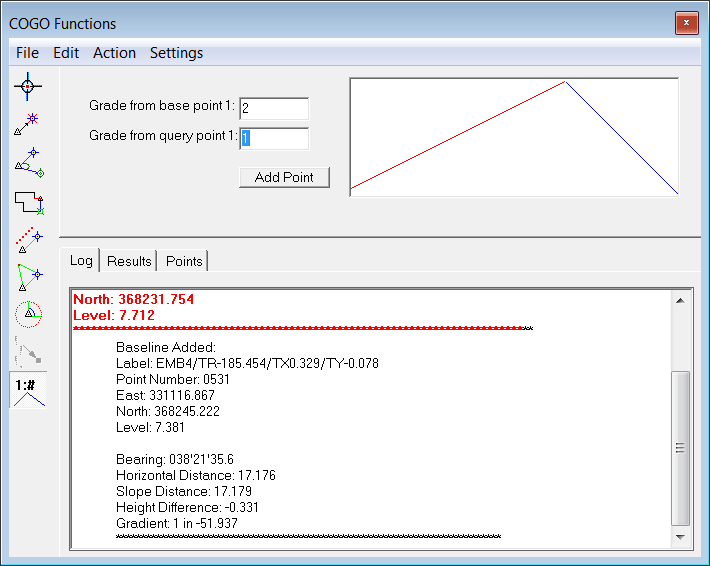 COGO Functions
x
File Edit Action Settings
Grade from base point 1: 2
Grade from query point 1: 1
Add Point
Log Results Points
North: 368231.754
Level: 7.712
Baseline Added:
Label: EMB4/TR-185.454/TX0.329/TY-0.078
Point Number: 0531
East: 331116.867
North: 368245.222
Level: 7.381
Bearing: 038°21'35.6
Horizontal Distance: 17.176
Slope Distance: 17.179
Height Difference: -0.331
Gradient: 1 in -51.937
1:#